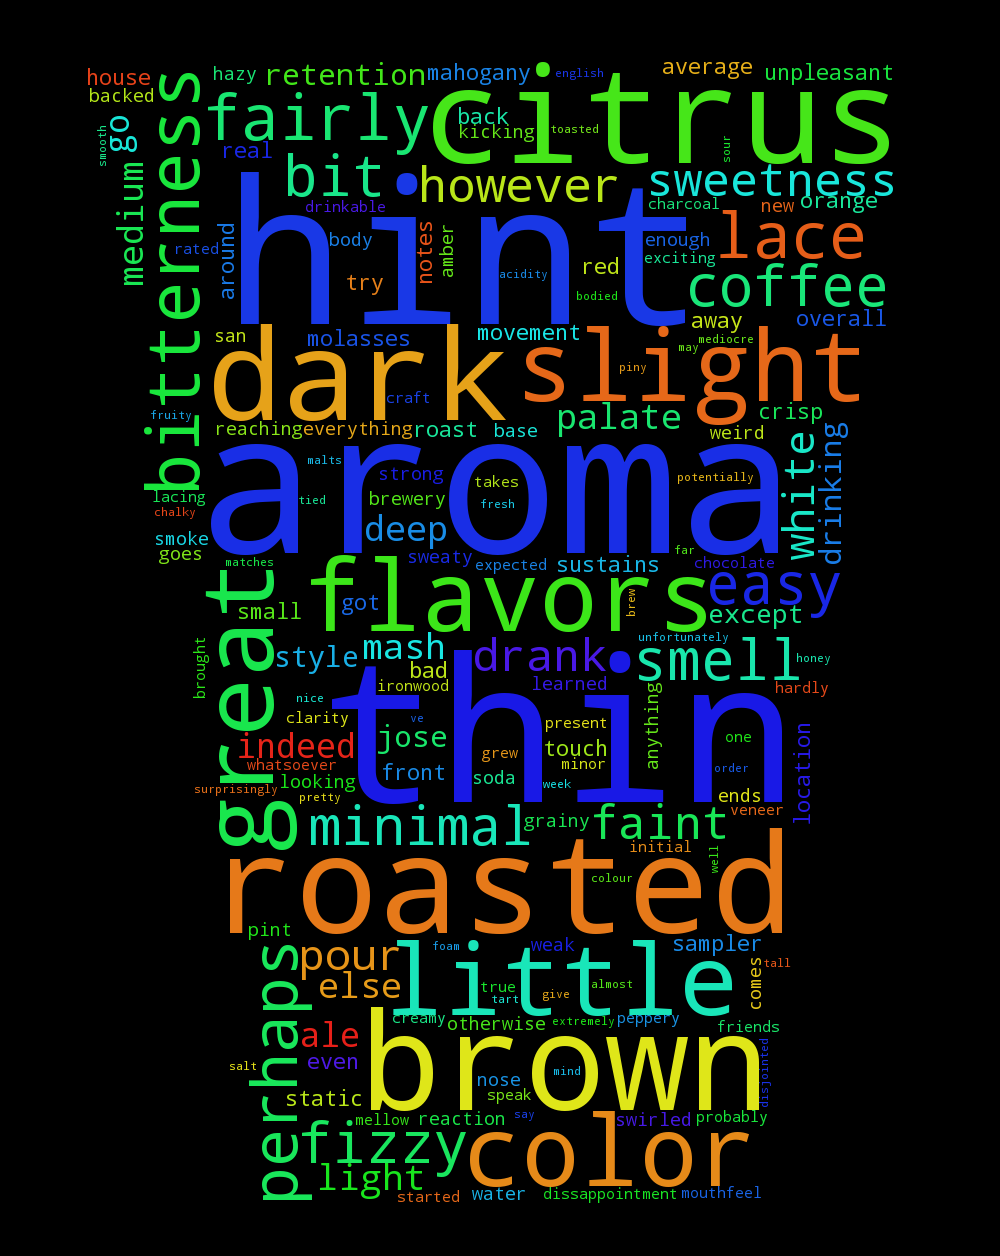 house
hazy
retention
mahogany
citrus
english
average
unpleasant
backed
go
bitterness
fairly
back
kicking
toasted
sour
smooth
real
bit
however
sweetness
medium
hint
drinkable
charcoal
new
orange
rated
around
body
notes
amber
enough
lace
exciting
try
acidity
red
coffee
bodied
away
overall
san
molasses
movement
may
mediocre
dark
slight
piny
craft
fruity
palate
crisp
reaching
everything
roast
base
weird
white
drinking
aroma
malts
strong
takes
potentially
lacing
tied
brewery
fresh
chalky
smoke
deep
goes
matches
sweaty
expected
sustains
far
chocolate
great
flavors
easy
small
got
brew
except
brought
style
mash
drank
smell
unfortunately
honey
bad
ironwood
learned
hardly
nice
thin
clarity
ve
present
anything
location
indeed
jose
grew
touch
one
whatsoever
front
soda
minor
order
looking
week
surprisingly
pretty
ends
veneer
minimal
grainy
faint
roasted
initial
well
colour
pint
perhaps
pour
foam
weak
sampler
else
little
true
tart
give
almost
comes
tall
creamy
otherwise
extremely
peppery
friends
ale
brown
even
salt
mind
disjointed
static
nose
speak
mellow
reaction
say
swirled
probably
fizzy
color
light
started
water
dissappointment
mouthfeel